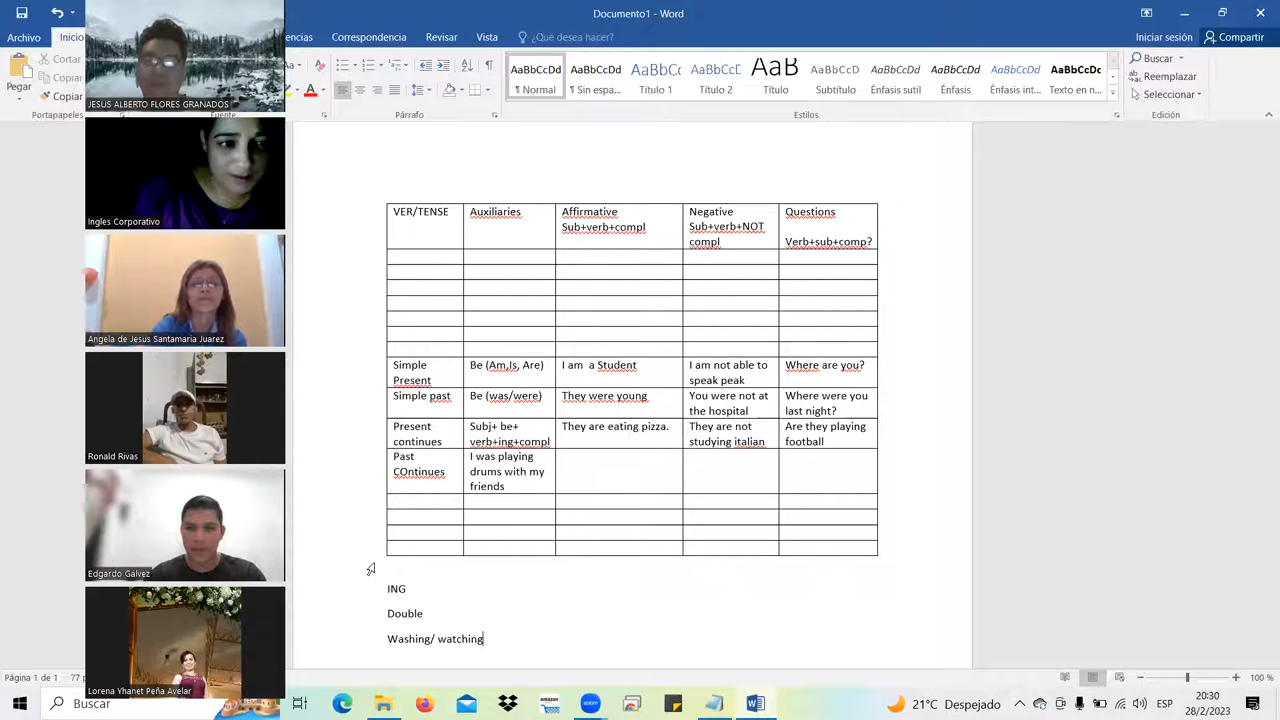 Document1 - Word
Archivo
Inicio
Correspondencia
Revisar
Vista
¿Qué desea hacer?
Iniciar sesión
Compartir
Pegar
Portapapeles
Fuente
Párrafo
AaBbCcDd
¶ Normal
AaBbCcDd
¶ Sin espa...
AaBbCc
Título 1
AaBbCcD
Título 2
AaB
Título
AaBbCcD
Subtítulo
AaBbCcDd
Énfasis sutil
AaBbCcDd
Énfasis
AaBbCcDd
Énfasis int...
AaBbCcDd
Texto en n...
Estilos
Buscar
Reemplazar
Seleccionar
Edición
JESUS ALBERTO FLORES GRANADOS
Ingles Corporativo
Angela de Jesus Santamaria Juarez
Ronald Rivas
Edgardo Gálvez
Lorena Yhanet Peña Avelar
VER/TENSE
Auxiliaries
Affirmative
Sub+verb+compl
Negative
Sub+verb+NOT
compl
Questions
Verb+sub+comp?
Simple
Present
Be (Am,Is, Are)
I am  a Student
I am not able to
speak peak
Where are you?
Simple past
Be (was/were)
They were young
You were not at
the hospital
Where were you
last night?
Present
continues
Subj+ be+
verb+ing+compl
They are eating pizza.
They are not
studying italian
Are they playing
football
Past
COntinues
I was playing
drums with my
friends
ING
Double
Washing/ watching
Página 1 de 1
100 %
Buscar
amazon
zoom
21°C Despejado
ESP
20:30
28/2/2023